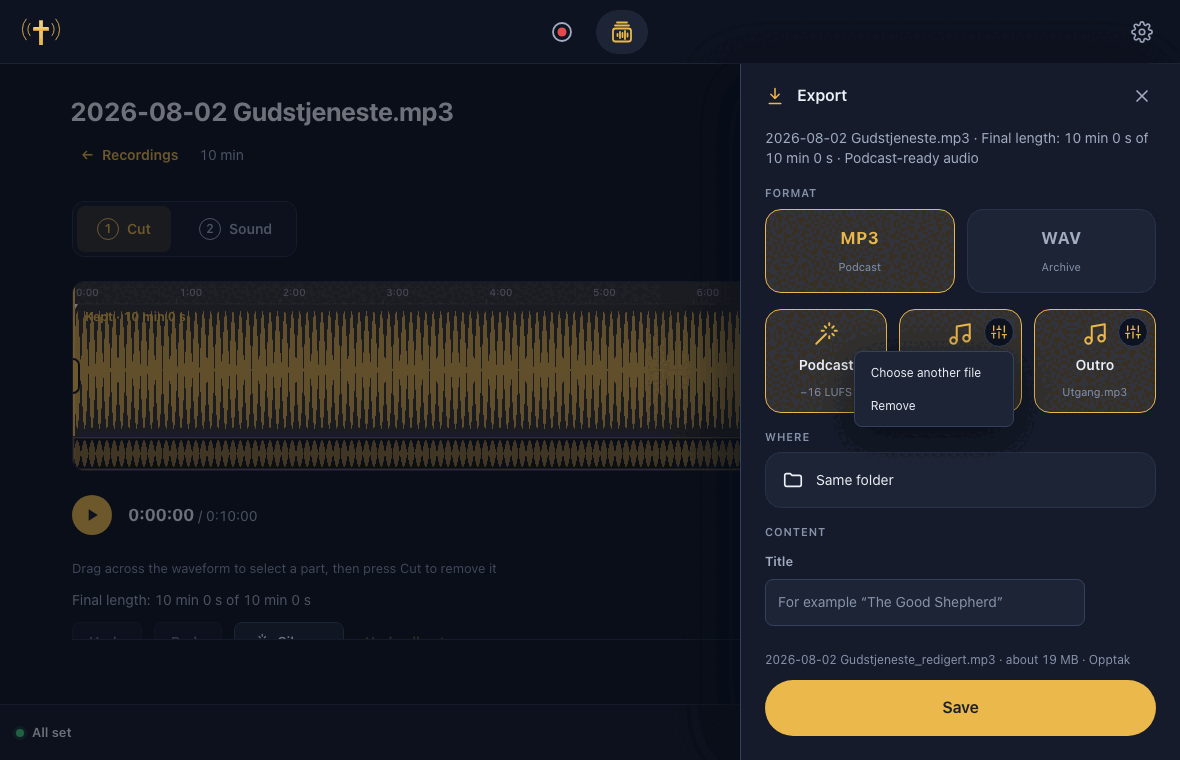 2026-08-02 Gudstjeneste.mp3
← Recordings 10 min
1 Cut 2 Sound
0:00 1:00 2:00 3:00 4:00 5:00 6:00
Kept · 10 min 0 s
0:00:00 / 0:10:00
Drag across the waveform to select a part, then press Cut to remove it
Final length: 10 min 0 s of 10 min 0 s
All set
Export
2026-08-02 Gudstjeneste.mp3 · Final length: 10 min 0 s of
10 min 0 s · Podcast-ready audio
FORMAT
MP3
Podcast
WAV
Archive
Podcast
−16 LUFS
Choose another file
Remove
Outro
Utgang.mp3
WHERE
Same folder
CONTENT
Title
For example “The Good Shepherd”
2026-08-02 Gudstjeneste_redigert.mp3 · about 19 MB · Opptak
Save